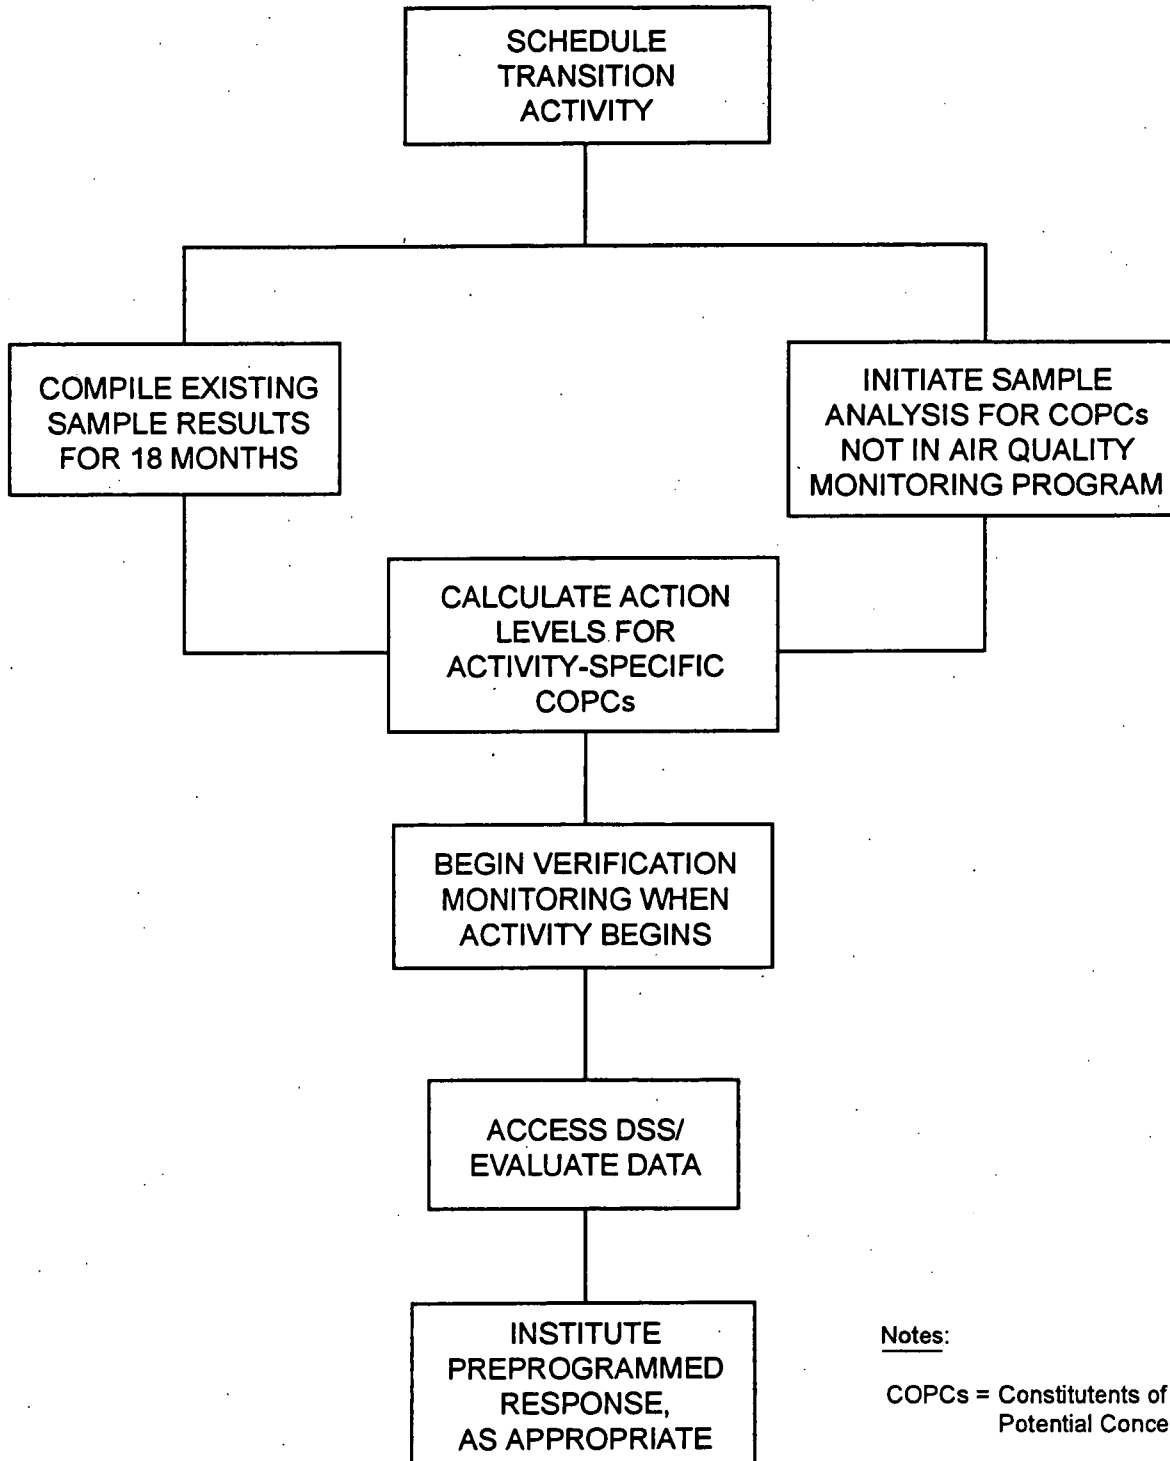 SCHEDULE
TRANSITION
ACTIVITY
COMPILE EXISTING
SAMPLE RESULTS
FOR 18 MONTHS
INITIATE SAMPLE
ANALYSIS FOR COPCs
NOT IN AIR QUALITY
MONITORING PROGRAM
CALCULATE ACTION
LEVELS FOR
ACTIVITY-SPECIFIC
COPCs
BEGIN VERIFICATION
MONITORING WHEN
ACTIVITY BEGINS
ACCESS DSS/
EVALUATE DATA
INSTITUTE
PREPROGRAMMED
RESPONSE,
AS APPROPRIATE
Notes:
COPCs = Constitutents of
Potential Conce